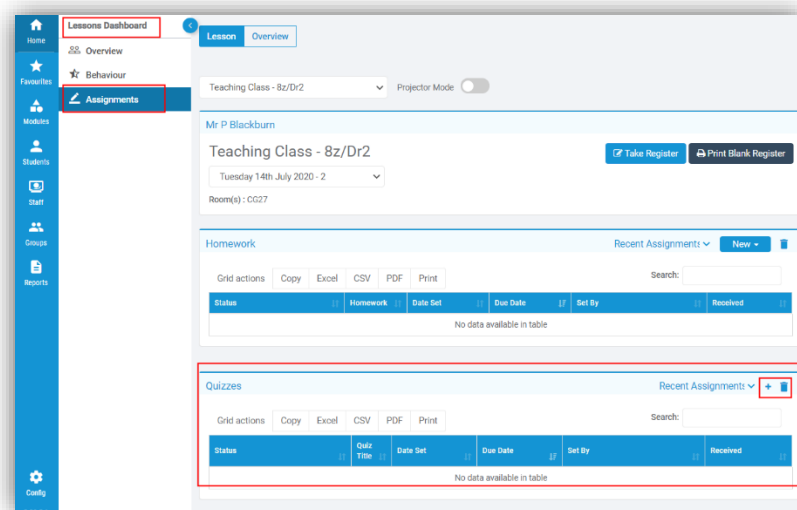 Home
Favourites
Modules
Students
Staff
Groups
Reports
Config
Lessons Dashboard
Overview
Behaviour
Assignments
Lesson Overview
Teaching Class - 8z/Dr2 Projector Mode
Mr P Blackburn
Teaching Class - 8z/Dr2 Take Register Print Blank Register
Tuesday 14th July 2020 - 2
Room(s) : CG27
Homework Recent Assignments New
Grid actions Copy Excel CSV PDF Print Search:
Status Homework Date Set Due Date Set By Received
No data available in table
Quizzes Recent Assignments +
Grid actions Copy Excel CSV PDF Print Search:
Status Quiz Title Date Set Due Date Set By Received
No data available in table